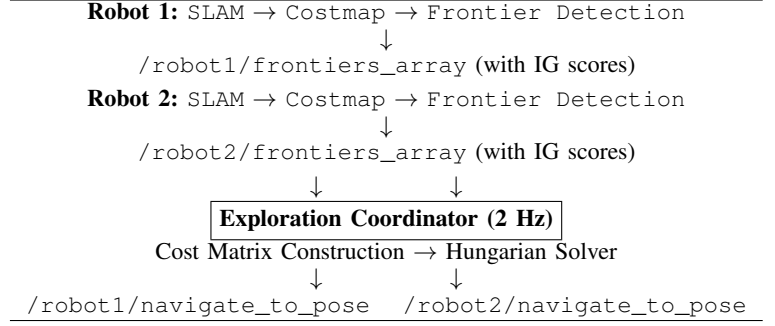 Robot 1: SLAM → Costmap → Frontier Detection
↓
/robot1/frontiers_array (with IG scores)
Robot 2: SLAM → Costmap → Frontier Detection
↓
/robot2/frontiers_array (with IG scores)
↓ ↓
Exploration Coordinator (2 Hz)
Cost Matrix Construction → Hungarian Solver
↓ ↓
/robot1/navigate_to_pose /robot2/navigate_to_pose